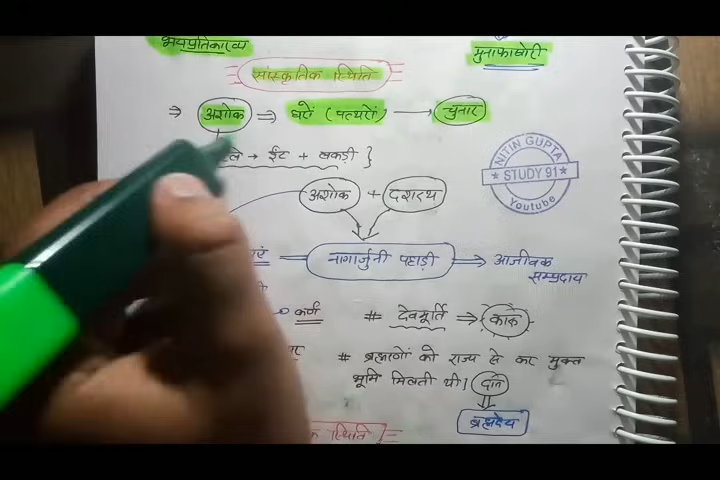 भयप्रतिकाराव्य
मुनाफाखोरी
सांस्कृतिक स्थिति
⇒ अशोक ⇒ घरों (पत्थरों) → चुनार
ले → ईंट + लकड़ी }
अशोक + दशरथ
NITIN GUPTA
STUDY 91
Youtube
नागार्जुनी पहाड़ी ⇒ आजीवक
सम्प्रदाय
कर्ण # देवमूर्ति ⇒ काक
# ब्राह्मणों को राज्य से कर मुक्त
भूमि मिलती थी। दान
ब्रह्मदेय
स्थिति